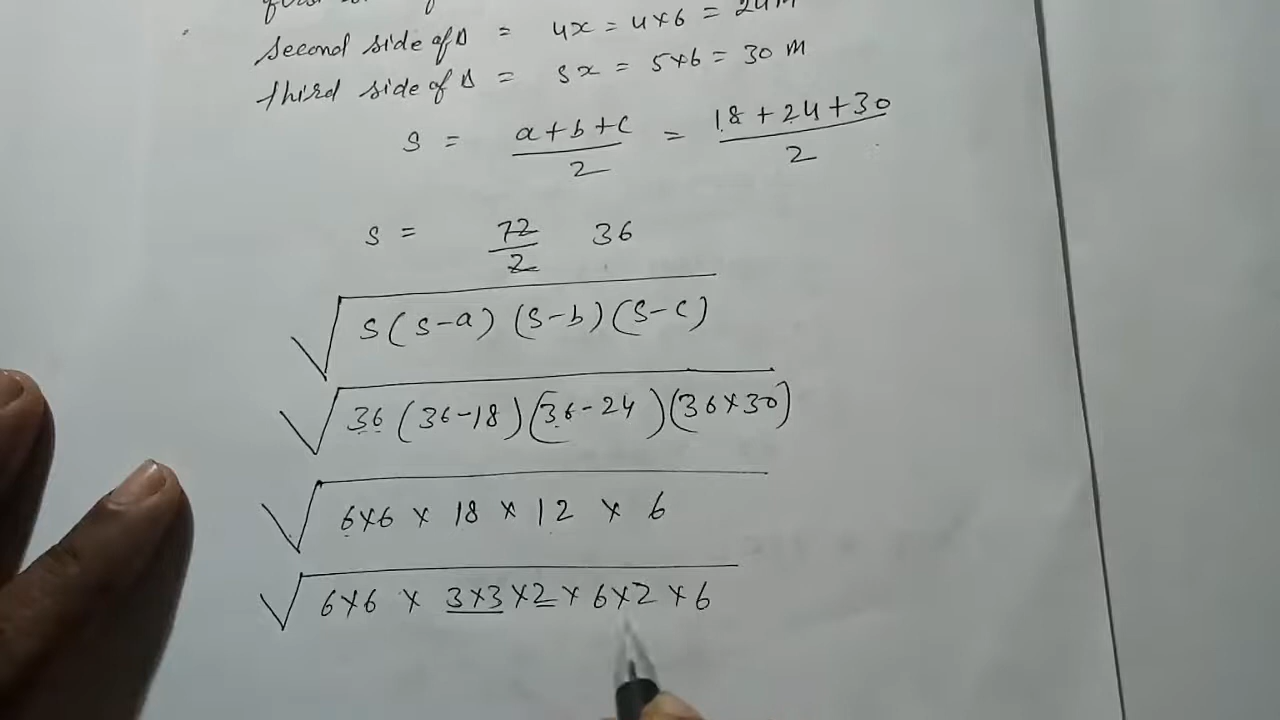 second side of Δ = 4x = 4×6 = 24M
third side of Δ = 5x = 5×6 = 30 M
S = a+b+c/2 = 18+24+30/2
S = 72/2 36
√S(S-a)(S-b)(S-c)
√36(36-18)(36-24)(36×30)
√6×6 × 18 × 12 × 6
√6×6 × 3×3×2×6×2×6